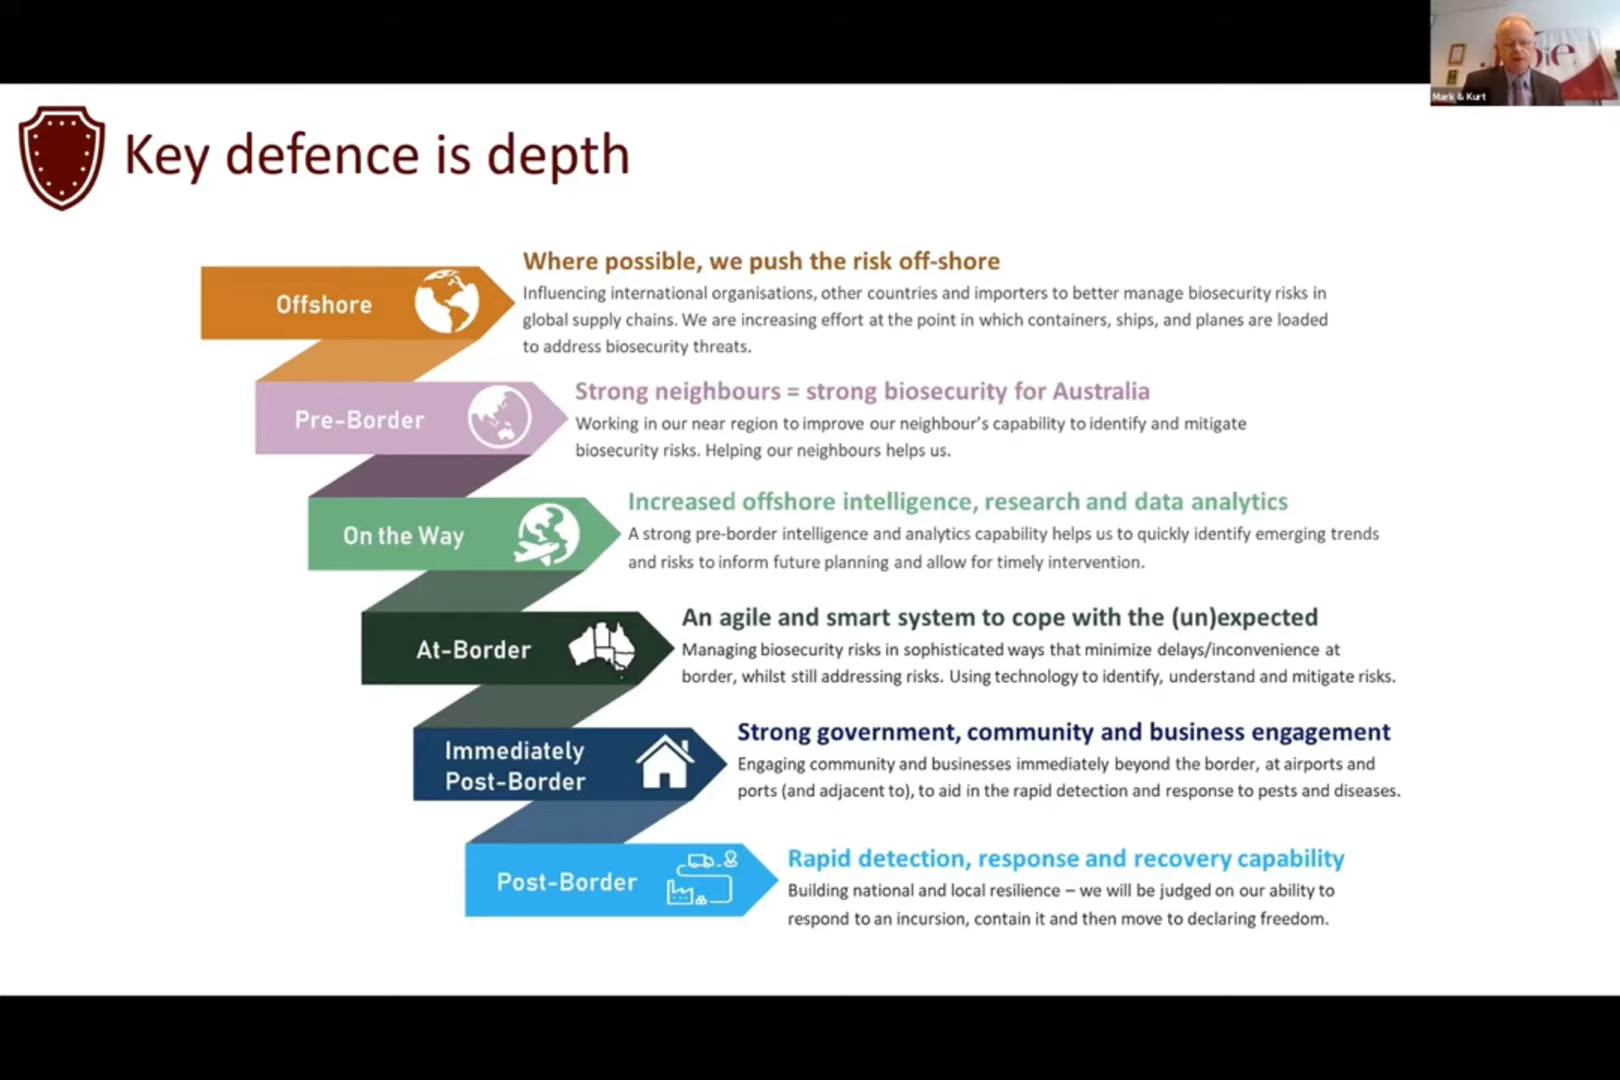 Mark & Kurt
Key defence is depth
Offshore
Where possible, we push the risk off-shore
Influencing international organisations, other countries and importers to better manage biosecurity risks in
global supply chains. We are increasing effort at the point in which containers, ships, and planes are loaded
to address biosecurity threats.
Pre-Border
Strong neighbours = strong biosecurity for Australia
Working in our near region to improve our neighbour's capability to identify and mitigate
biosecurity risks. Helping our neighbours helps us.
On the Way
Increased offshore intelligence, research and data analytics
A strong pre-border intelligence and analytics capability helps us to quickly identify emerging trends
and risks to inform future planning and allow for timely intervention.
At-Border
An agile and smart system to cope with the (un)expected
Managing biosecurity risks in sophisticated ways that minimize delays/inconvenience at
border, whilst still addressing risks. Using technology to identify, understand and mitigate risks.
Immediately
Post-Border
Strong government, community and business engagement
Engaging community and businesses immediately beyond the border, at airports and
ports (and adjacent to), to aid in the rapid detection and response to pests and diseases.
Post-Border
Rapid detection, response and recovery capability
Building national and local resilience – we will be judged on our ability to
respond to an incursion, contain it and then move to declaring freedom.